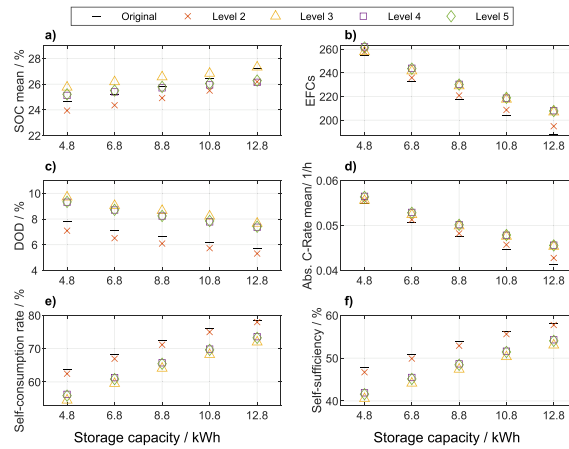 Original Level 2 Level 3 Level 4 Level 5
a)
SOC mean / %
28
26
24
22
4.8 6.8 8.8 10.8 12.8
b)
EFCs
260
240
220
200
4.8 6.8 8.8 10.8 12.8
c)
DOD / %
10
8
6
4
4.8 6.8 8.8 10.8 12.8
d)
Abs. C-Rate mean/ 1/h
0.06
0.05
0.04
4.8 6.8 8.8 10.8 12.8
e)
Self-consumption rate / %
80
70
60
4.8 6.8 8.8 10.8 12.8
Storage capacity / kWh
f)
Self-sufficiency / %
60
50
40
4.8 6.8 8.8 10.8 12.8
Storage capacity / kWh